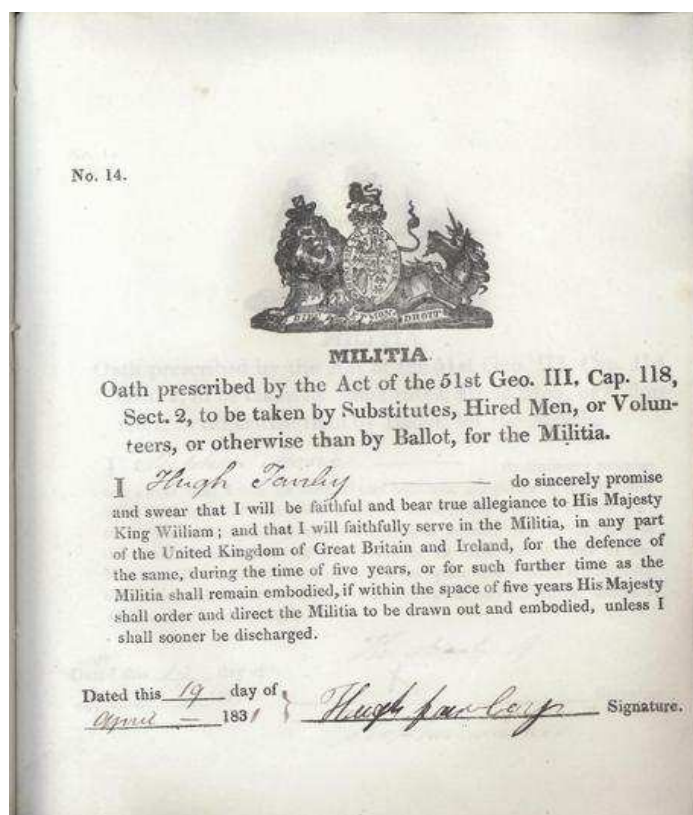 No. 14.
DIEU ET MON DROIT
MILITIA.
Oath prescribed by the Act of the 51st Geo. III. Cap. 118,
Sect. 2, to be taken by Substitutes, Hired Men, or Volun-
teers, or otherwise than by Ballot, for the Militia.
I Hugh do sincerely promise
and swear that I will be faithful and bear true allegiance to His Majesty
King Wiiliam; and that I will faithfully serve in the Militia, in any part
of the United Kingdom of Great Britain and Ireland, for the defence of
the same, during the time of five years, or for such further time as the
Militia shall remain embodied, if within the space of five years His Majesty
shall order and direct the Militia to be drawn out and embodied, unless I
shall sooner be discharged.
Dated this 19 day of
April 1831 Hugh Signature.